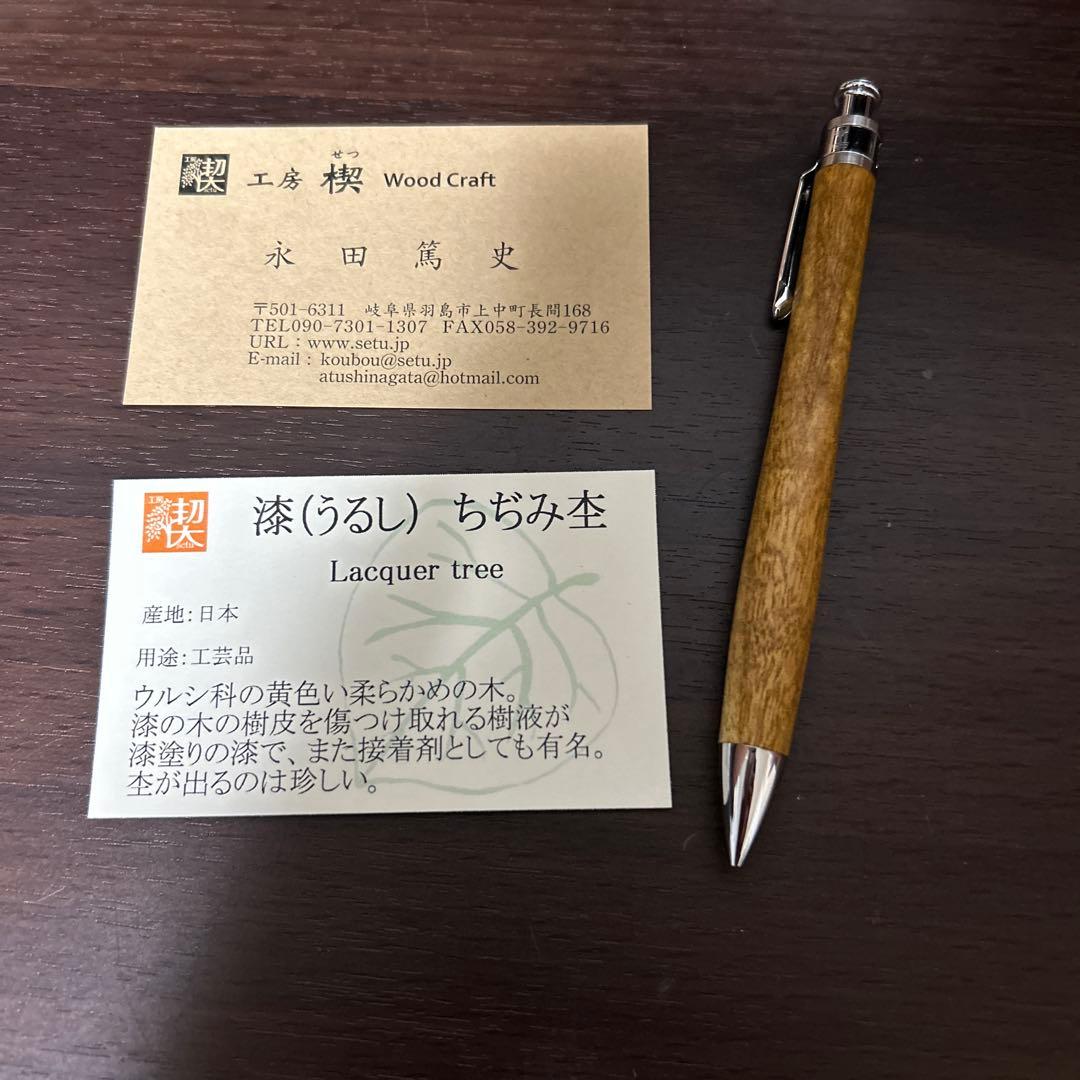 工房 楔 setu
せつ
工房 楔 Wood Craft
永田篤史
〒501-6311 岐阜県羽島市上中町長間168
TEL090-7301-1307 FAX058-392-9716
URL：www.setu.jp
E-mail：koubou@setu.jp
atushinagata@hotmail.com
工房 楔 setu
漆(うるし) ちぢみ杢
Lacquer tree
産地:日本
用途:工芸品
ウルシ科の黄色い柔らかめの木。
漆の木の樹皮を傷つけ取れる樹液が
漆塗りの漆で、また接着剤としても有名。
杢が出るのは珍しい。